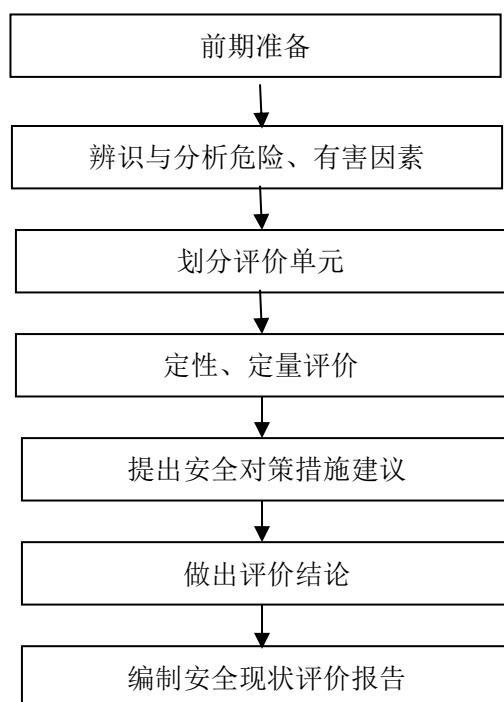 前期准备
辨识与分析危险、有害因素
划分评价单元
定性、定量评价
提出安全对策措施建议
做出评价结论
编制安全现状评价报告